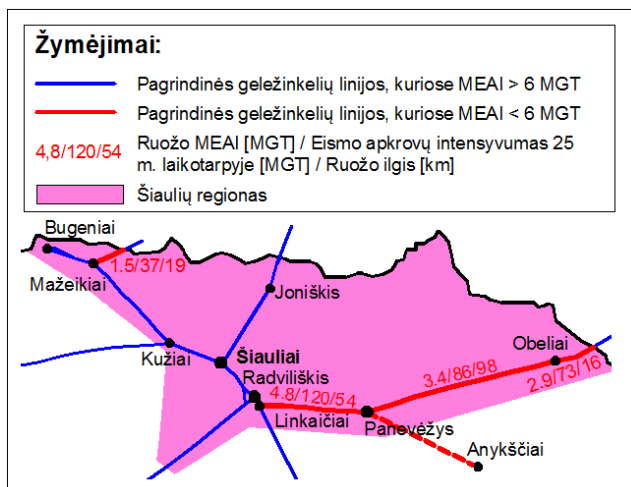 Žymėjimai:
Pagrindinės geležinkelių linijos, kuriose MEAI > 6 MGT
Pagrindinės geležinkelių linijos, kuriose MEAI < 6 MGT
4,8/120/54
Ruožo MEAI [MGT] / Eismo apkrovų intensyvumas 25
m. laikotarpyje [MGT] / Ruožo ilgis [km]
Šiaulių regionas
Bugeniai
1.5/37/19
Mažeikiai
Joniškis
Kužiai
Šiauliai
Obeliai
Radviliškis
3.4/86/98
2.9/73/16
4.8/120/54
Linkaičiai
Panevėžys
Anykščiai